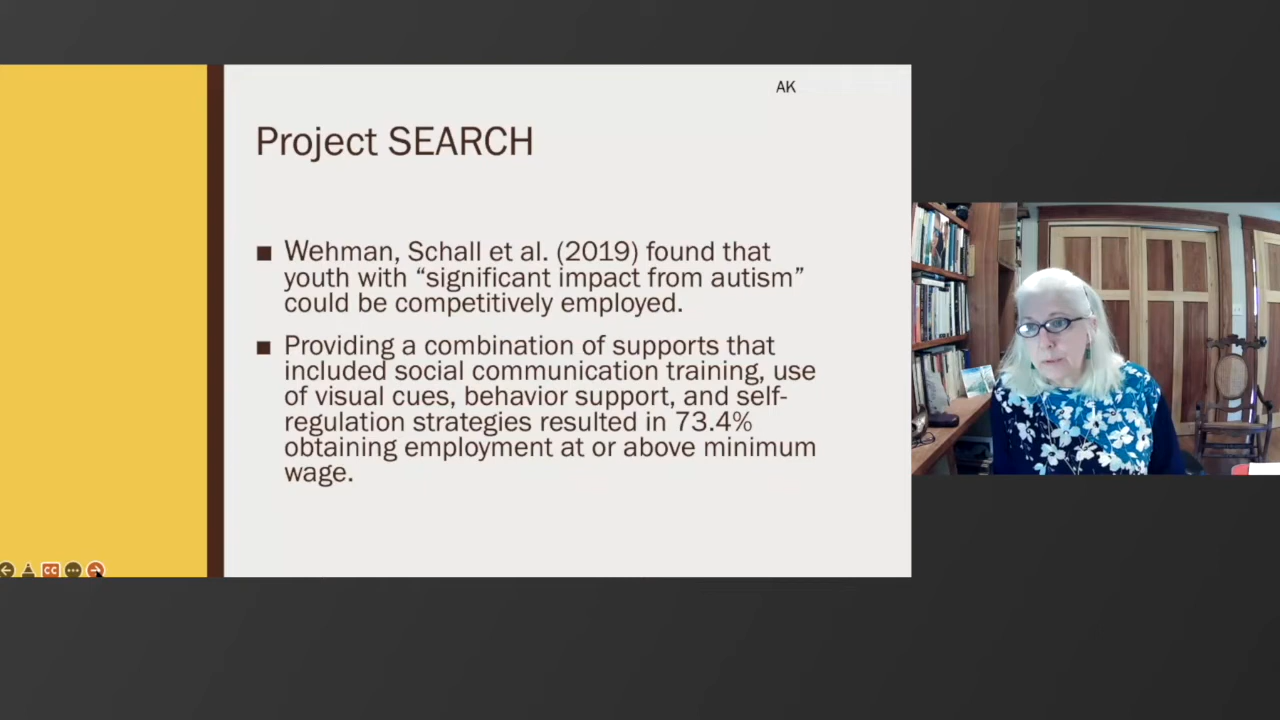 AK
Project SEARCH
■ Wehman, Schall et al. (2019) found that
youth with “significant impact from autism”
could be competitively employed.
■ Providing a combination of supports that
included social communication training, use
of visual cues, behavior support, and self-
regulation strategies resulted in 73.4%
obtaining employment at or above minimum
wage.
CC